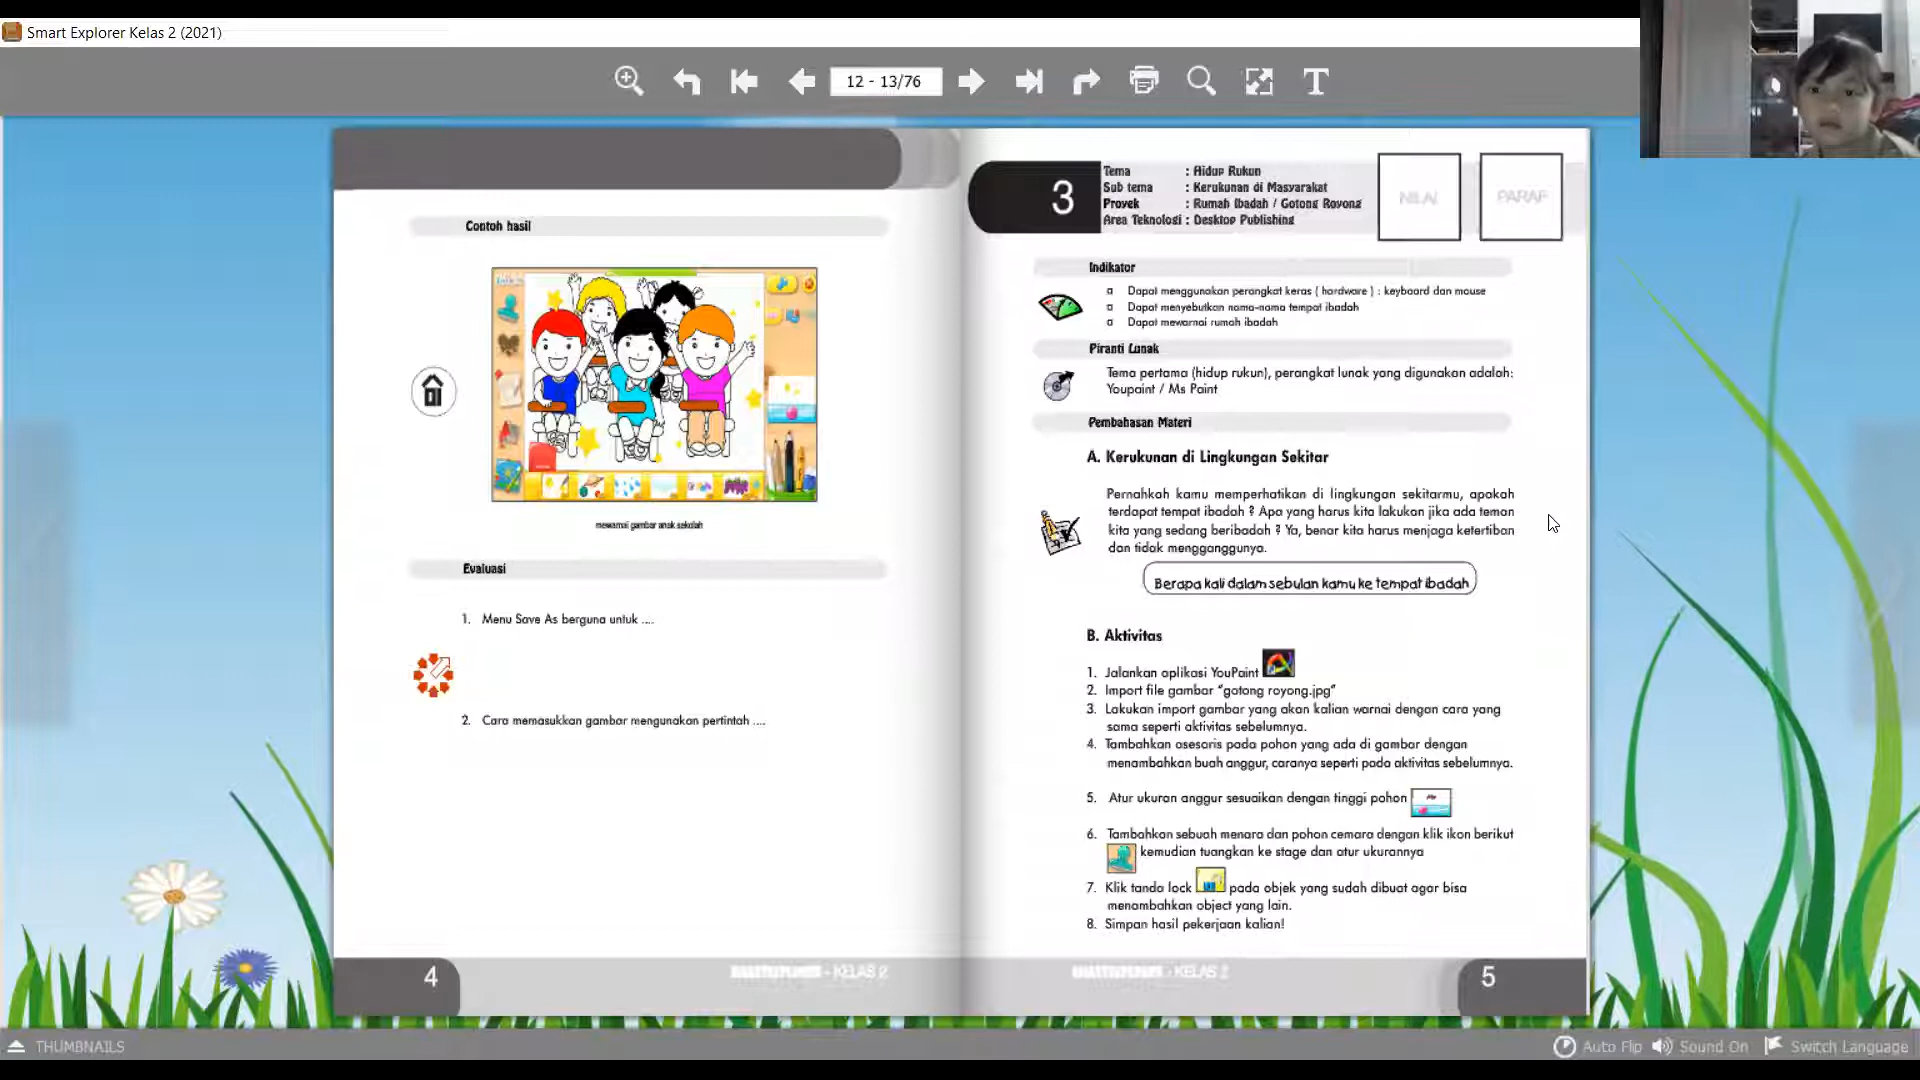 Smart Explorer Kelas 2 (2021)
12 - 13/76
T
Contoh hasil
mewarnai gambar anak sekolah
Evaluasi
1. Menu Save As berguna untuk ....
2. Cara memasukkan gambar mengunakan pertintah ....
4
- KELAS 2
3
Tema : Hidup Rukun
Sub tema : Kerukunan di Masyarakat
Proyek : Rumah Ibadah / Gotong Royong
Area Teknologi : Desktop Publishing
NILAI
PARAF
Indikator
Dapat menggunakan perangkat keras ( hardware ) : keyboard dan mouse
Dapat menyebutkan nama-nama tempat ibadah
Dapat mewarnai rumah ibadah
Piranti Lunak
Tema pertama (hidup rukun), perangkat lunak yang digunakan adalah:
Youpaint / Ms Paint
Pembahasan Materi
A. Kerukunan di Lingkungan Sekitar
Pernahkah kamu memperhatikan di lingkungan sekitarmu, apakah
terdapat tempat ibadah ? Apa yang harus kita lakukan jika ada teman
kita yang sedang beribadah ? Ya, benar kita harus menjaga ketertiban
dan tidak mengganggunya.
Berapa kali dalam sebulan kamu ke tempat ibadah
B. Aktivitas
1. Jalankan aplikasi YouPaint
2. Import file gambar "gotong royong.jpg"
3. Lakukan import gambar yang akan kalian warnai dengan cara yang
sama seperti aktivitas sebelumnya.
4. Tambahkan asesoris pada pohon yang ada di gambar dengan
menambahkan buah anggur, caranya seperti pada aktivitas sebelumnya.
5. Atur ukuran anggur sesuaikan dengan tinggi pohon
6. Tambahkan sebuah menara dan pohon cemara dengan klik ikon berikut
kemudian tuangkan ke stage dan atur ukurannya
7. Klik tanda lock pada objek yang sudah dibuat agar bisa
menambahkan object yang lain.
8. Simpan hasil pekerjaan kalian!
- KELAS 2
5
THUMBNAILS
Auto Flip
Sound On
Switch Language